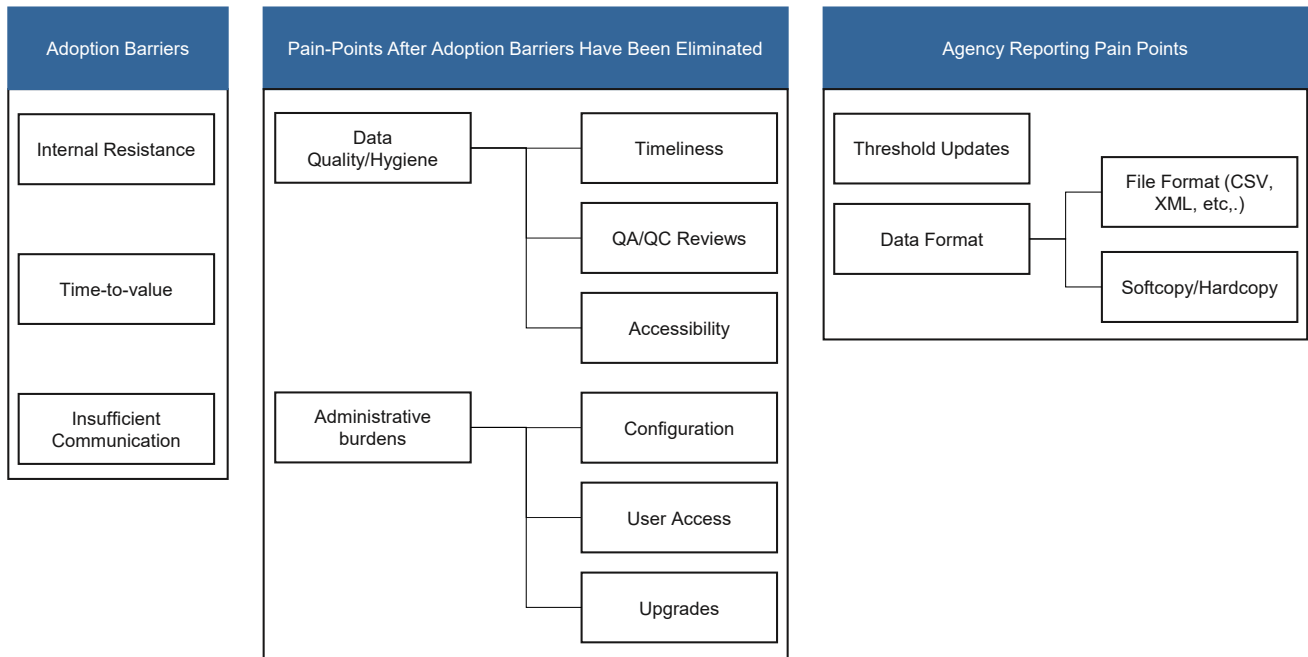 Adoption Barriers
Internal Resistance
Time-to-value
Insufficient
Communication
Pain-Points After Adoption Barriers Have Been Eliminated
Data
Quality/Hygiene
Timeliness
QA/QC Reviews
Accessibility
Administrative
burdens
Configuration
User Access
Upgrades
Agency Reporting Pain Points
Threshold Updates
Data Format
File Format (CSV,
XML, etc,.)
Softcopy/Hardcopy